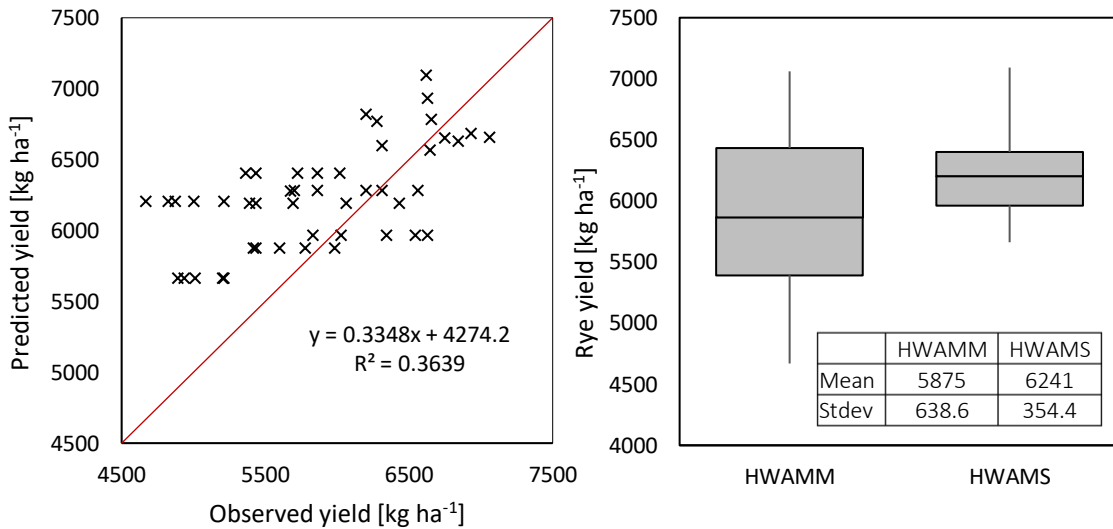 Predicted yield [kg ha⁻¹]
7500
7000
6500
6000
5500
5000
4500
y = 0.3348x + 4274.2
R² = 0.3639
4500 5500 6500 7500
Observed yield [kg ha⁻¹]
Rye yield [kg ha⁻¹]
7500
7000
6500
6000
5500
5000
4500
4000
HWAMM HWAMS
Mean 5875 6241
Stdev 638.6 354.4
HWAMM HWAMS